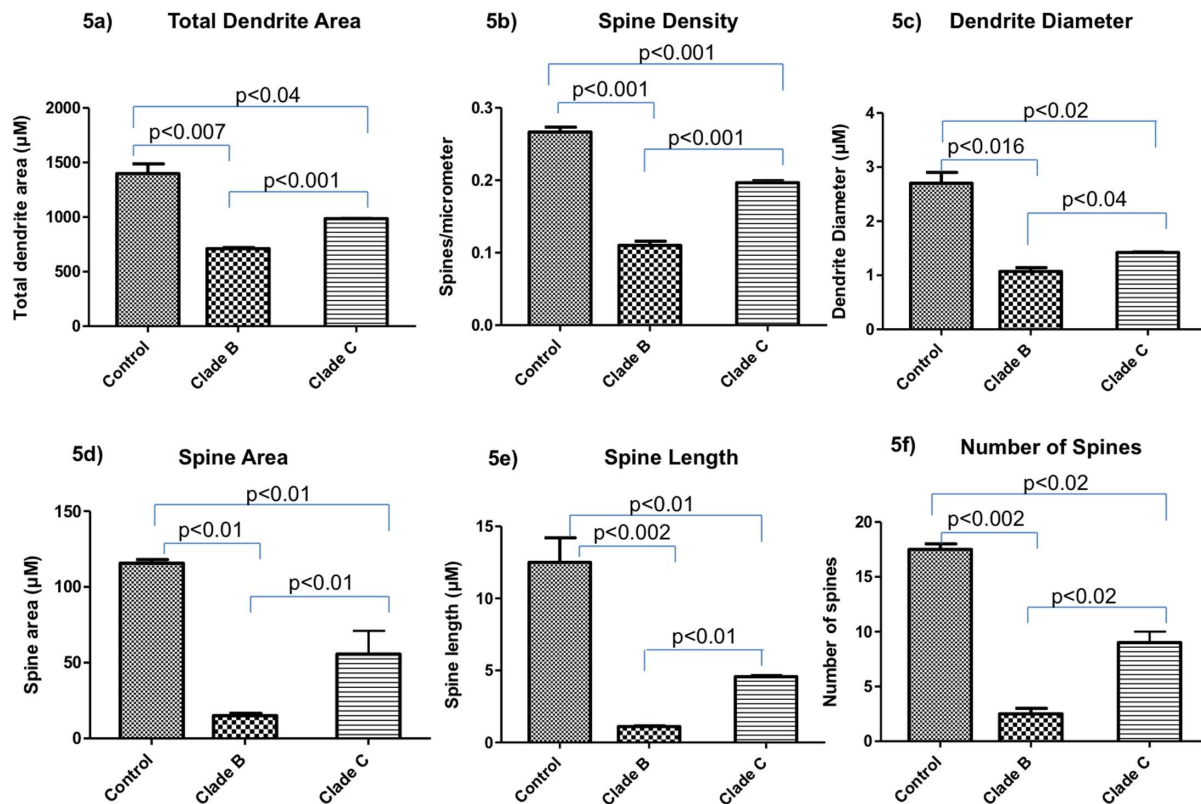 5a) Total Dendrite Area
p<0.04
p<0.007
p<0.001
Total dendrite area (µM)
2000
1500
1000
500
0
Control
Clade B
Clade C
5b) Spine Density
p<0.001
p<0.001
p<0.001
Spines/micrometer
0.3
0.2
0.1
0.0
Control
Clade B
Clade C
5c) Dendrite Diameter
p<0.02
p<0.016
p<0.04
Dendrite Diameter (µM)
4
3
2
1
0
Control
Clade B
Clade C
5d) Spine Area
p<0.01
p<0.01
p<0.01
Spine area (µM)
150
100
50
0
Control
Clade B
Clade C
5e) Spine Length
p<0.01
p<0.002
p<0.01
Spine length (µM)
15
10
5
0
Control
Clade B
Clade C
5f) Number of Spines
p<0.02
p<0.002
p<0.02
Number of spines
20
15
10
5
0
Control
Clade B
Clade C